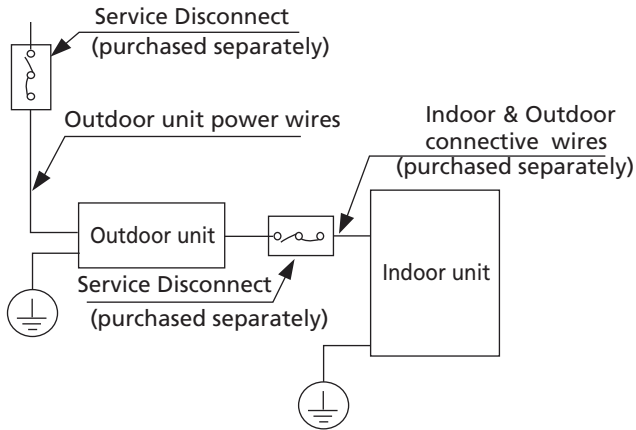 Service Disconnect
(purchased separately)
Outdoor unit power wires
Indoor & Outdoor
connective wires
(purchased separately)
Outdoor unit
Service Disconnect
(purchased separately)
Indoor unit